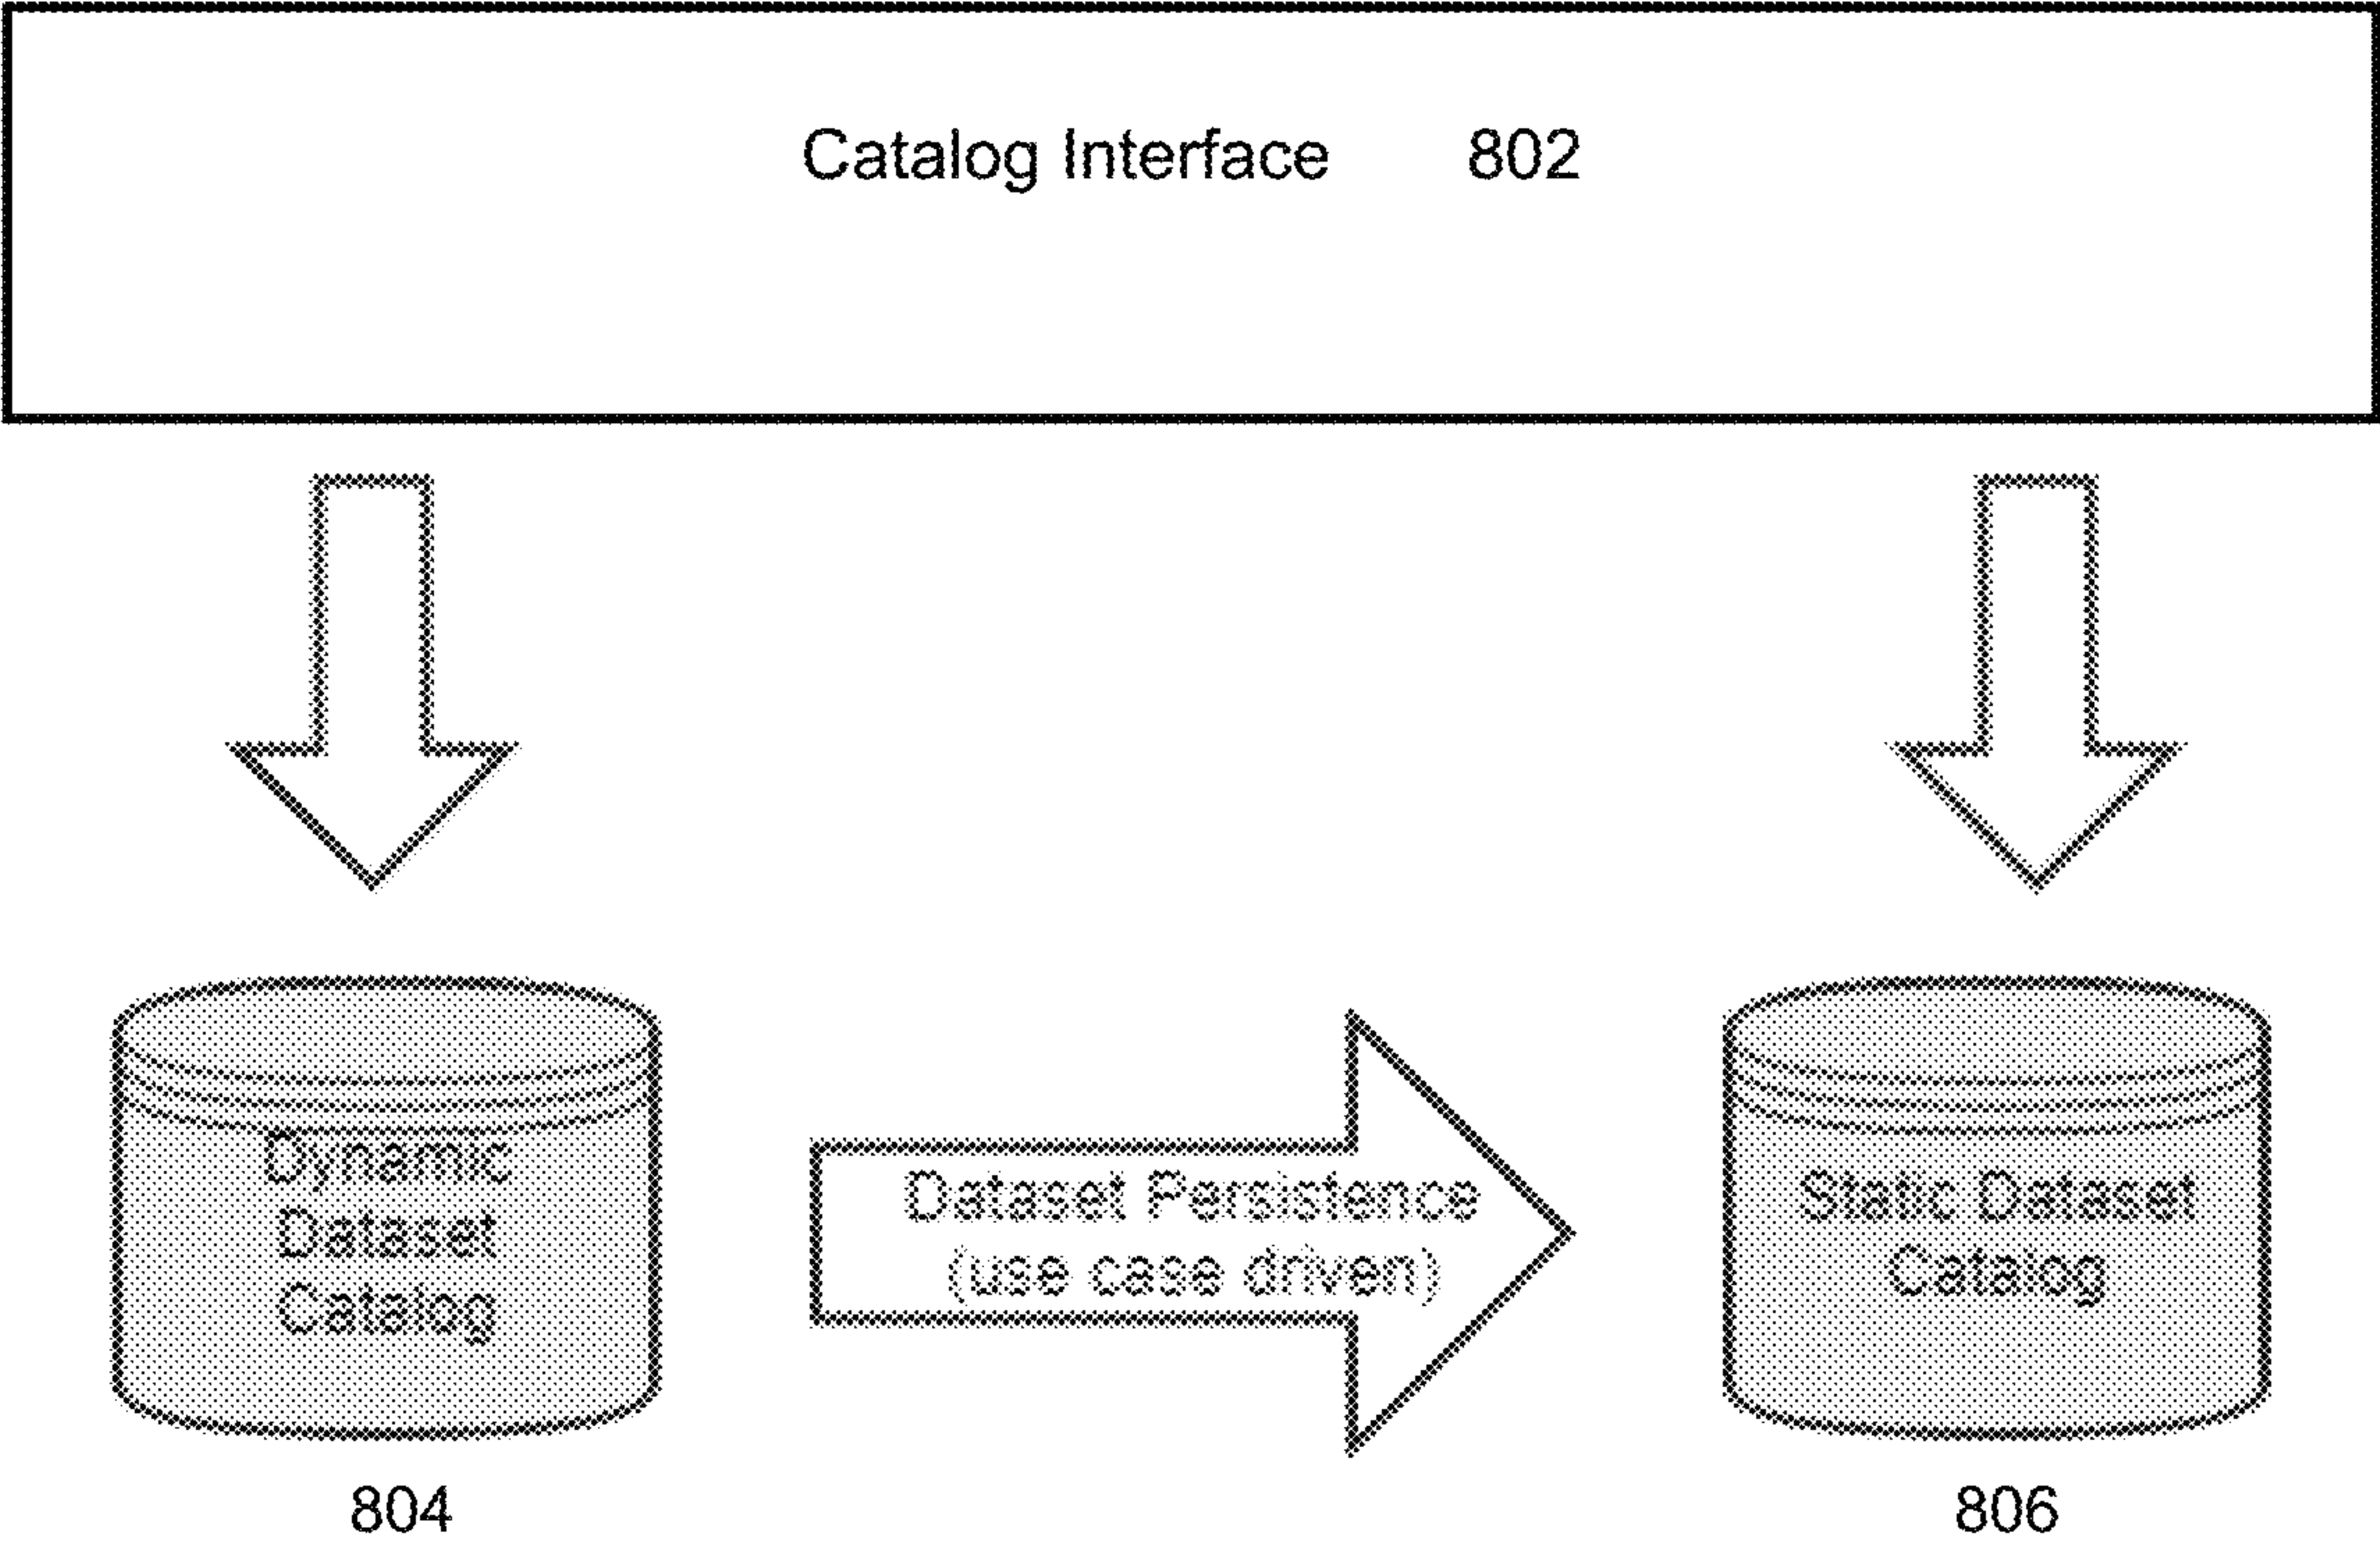 Catalog Interface 802
Dynamic
Dataset
Catalog
Dataset Persistence
(use case driven)
Static Dataset
Catalog
804
806